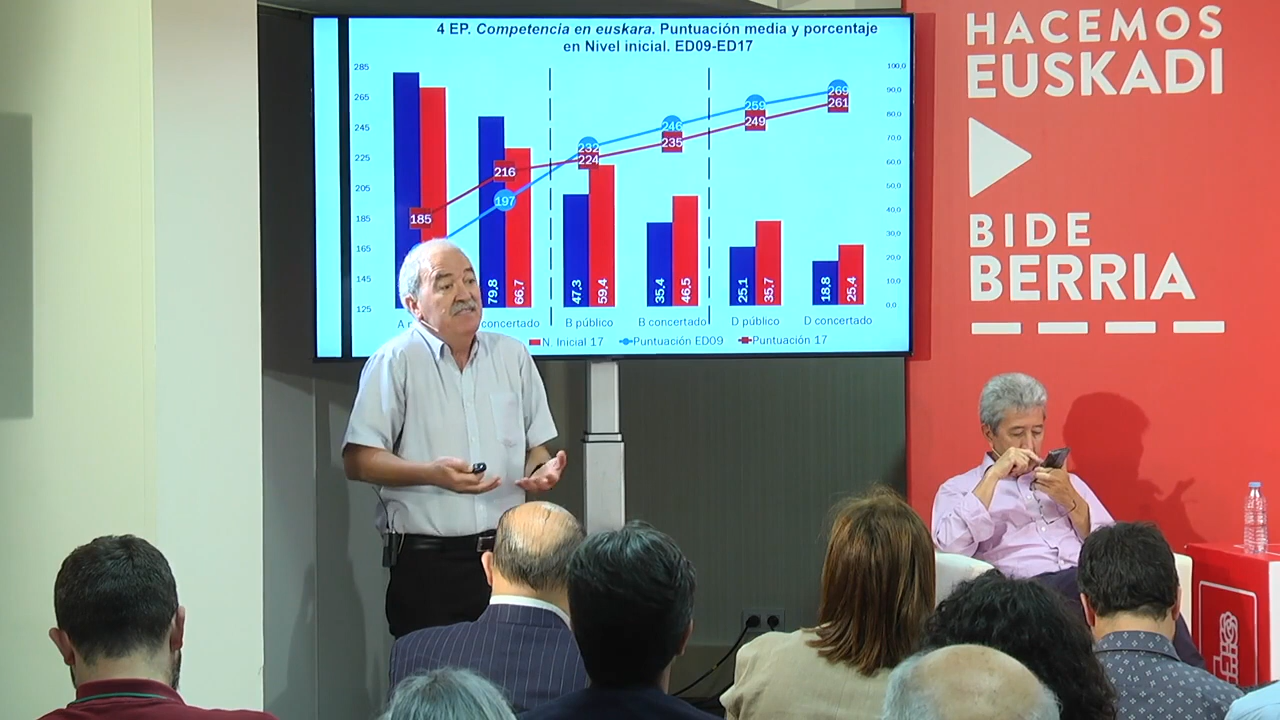 4 EP. Competencia en euskara. Puntuación media y porcentaje
en Nivel inicial. ED09-ED17
285
265
245
225
205
185
165
145
125
100,0
90,0
80,0
70,0
60,0
50,0
40,0
30,0
20,0
10,0
0,0
185
216
197
232
224
246
235
259
249
269
261
79,8
66,7
47,3
59,4
35,4
46,5
25,1
35,7
18,8
25,4
A
concertado
B público
B concertado
D público
D concertado
N. Inicial 17
Puntuación ED09
Puntuación 17
HACEMOS
EUSKADI
BIDE
BERRIA